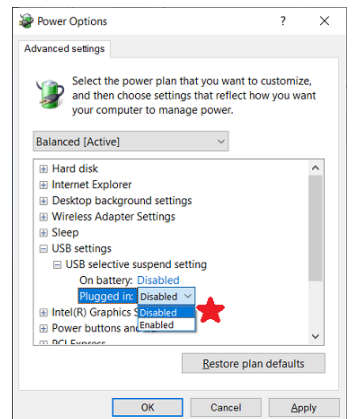 Power Options
?
Advanced settings
Select the power plan that you want to customize,
and then choose settings that reflect how you want
your computer to manage power.
Balanced [Active]
Hard disk
Internet Explorer
Desktop background settings
Wireless Adapter Settings
Sleep
USB settings
USB selective suspend setting
On battery: Disabled
Plugged in: Disabled
Disabled
Enabled
Intel(R) Graphics S
Power buttons an
PCI Express
Restore plan defaults
OK
Cancel
Apply